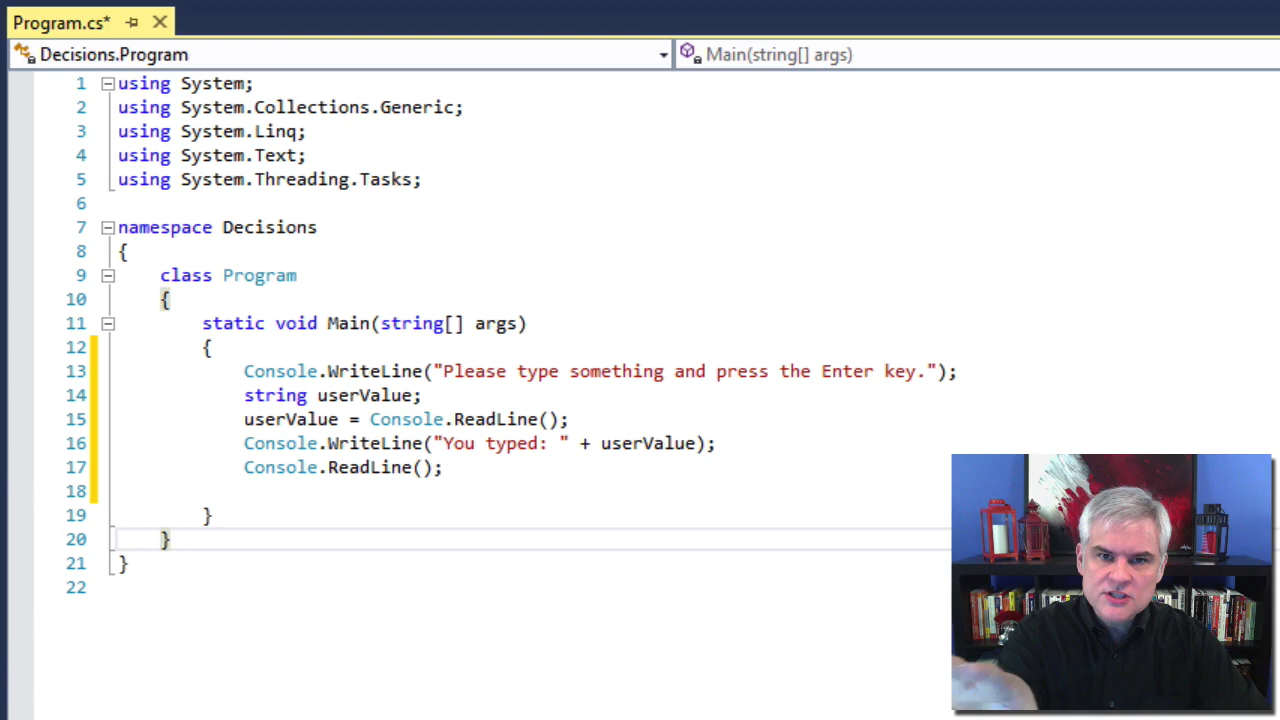 Program.cs*
Decisions.Program Main(string[] args)
1 using System;
2 using System.Collections.Generic;
3 using System.Linq;
4 using System.Text;
5 using System.Threading.Tasks;
6
7 namespace Decisions
8 {
9 class Program
10 {
11 static void Main(string[] args)
12 {
13 Console.WriteLine("Please type something and press the Enter key.");
14 string userValue;
15 userValue = Console.ReadLine();
16 Console.WriteLine("You typed: " + userValue);
17 Console.ReadLine();
18
19 }
20 }
21 }
22